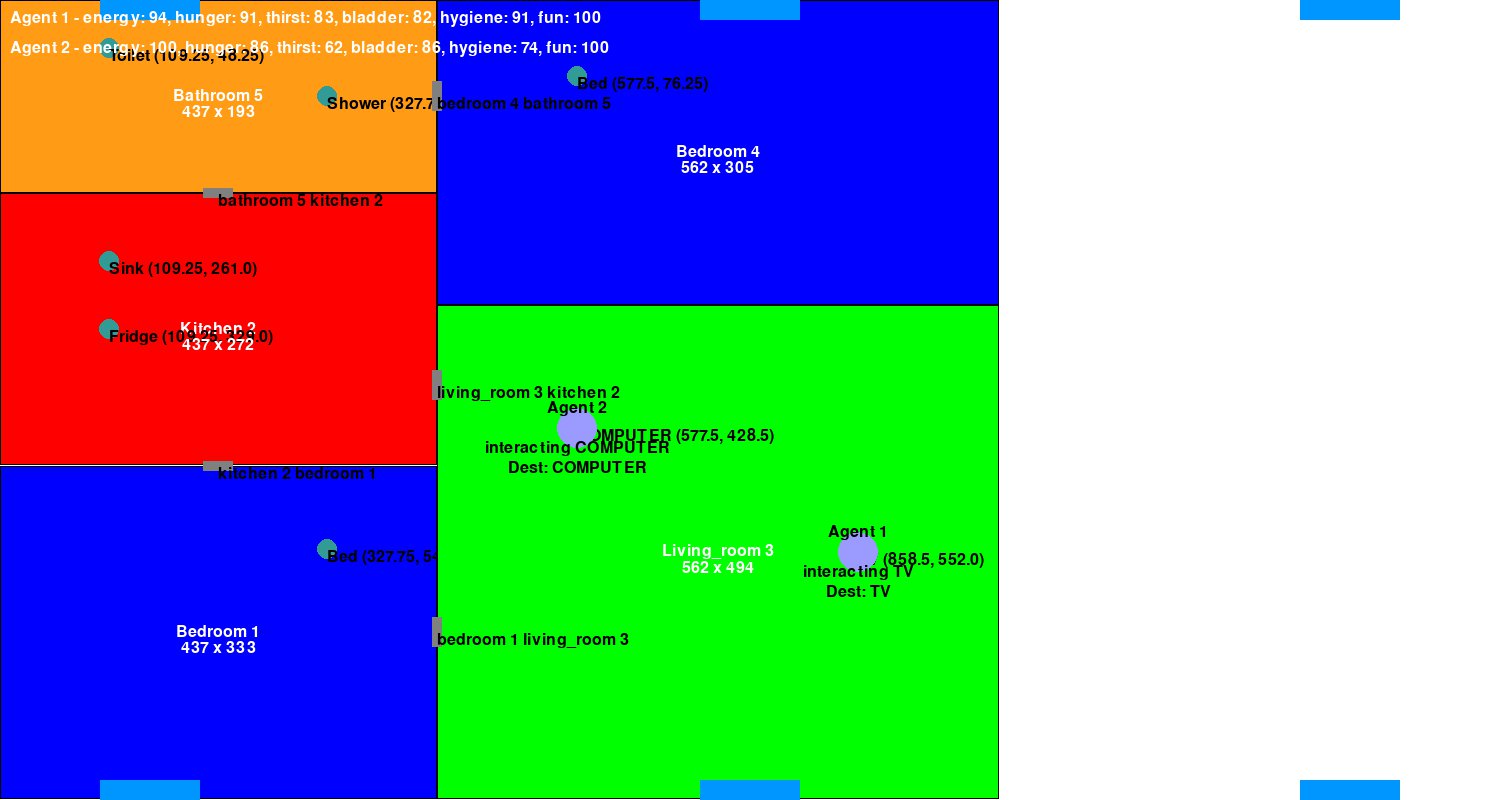 Agent 1 - energy: 94, hunger: 91, thirst: 83, bladder: 82, hygiene: 91, fun: 100
Agent 2 - energy: 100, hunger: 86, thirst: 62, bladder: 86, hygiene: 74, fun: 100
Toilet (109.25, 48.25)
Bed (577.5, 76.25)
Bathroom 5
437 x 193
Shower (327.7
bedroom 4 bathroom 5
Bedroom 4
562 x 305
bathroom 5 kitchen 2
Sink (109.25, 261.0)
Kitchen 2
437 x 272
Fridge (109.25,
living_room 3 kitchen 2
Agent 2
OMPUTER (577.5, 428.5)
interacting COMPUTER
Dest: COMPUTER
kitchen 2 bedroom 1
Agent 1
(858.5, 552.0)
interacting TV
Dest: TV
Living_room 3
562 x 494
Bed (327.75, 54
Bedroom 1
437 x 333
bedroom 1 living_room 3